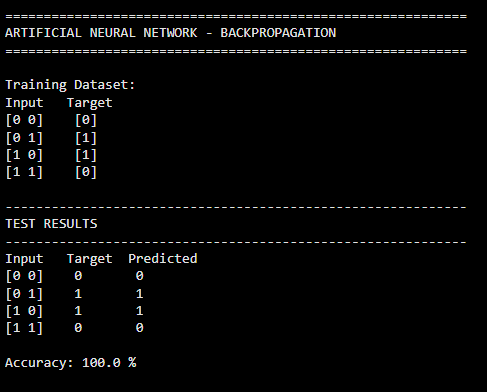 ============================================================
ARTIFICIAL NEURAL NETWORK - BACKPROPAGATION
============================================================
Training Dataset:
Input   Target
[0 0]    [0]
[0 1]    [1]
[1 0]    [1]
[1 1]    [0]
------------------------------------------------------------
TEST RESULTS
------------------------------------------------------------
Input   Target  Predicted
[0 0]    0       0
[0 1]    1       1
[1 0]    1       1
[1 1]    0       0
Accuracy: 100.0 %